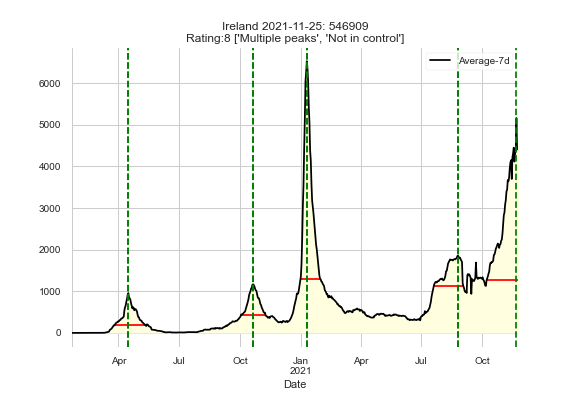 Ireland 2021-11-25: 546909
Rating:8 ['Multiple peaks', 'Not in control']
Average-7d
6000
5000
4000
3000
2000
1000
0
Apr Jul Oct Jan Apr Jul Oct
2021
Date